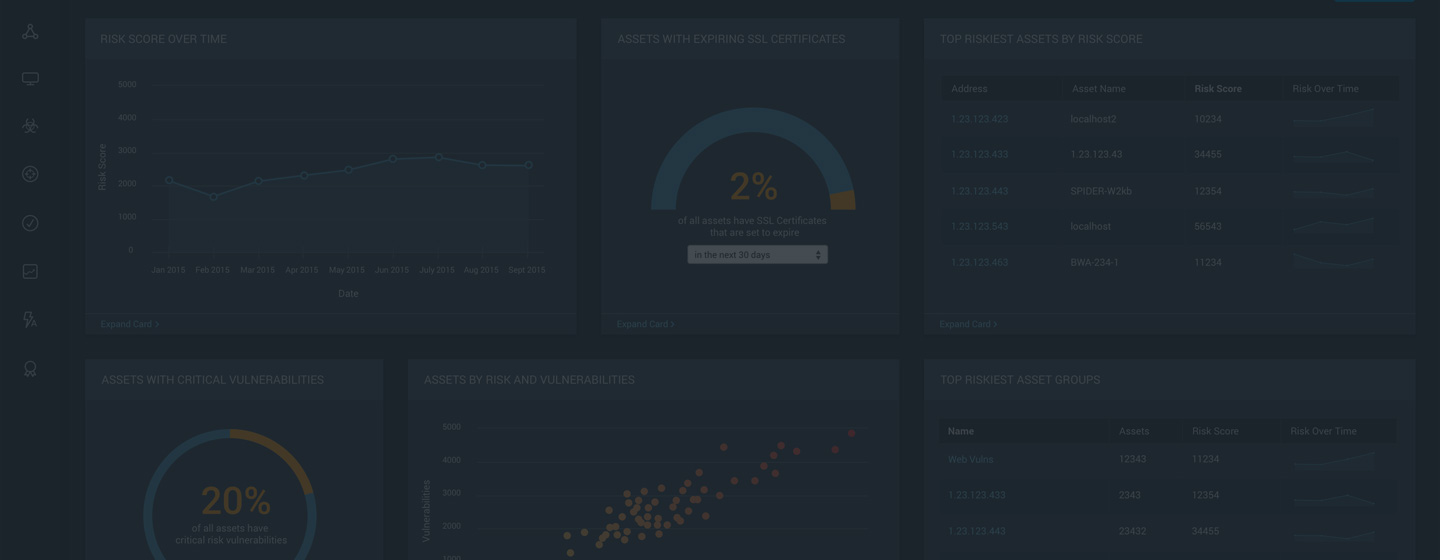 RISK SCORE OVER TIME
5000
4000
3000
2000
1000
0
Risk Score
Jan 2015 Feb 2015 Mar 2015 Apr 2015 May 2015 Jun 2015 July 2015 Aug 2015 Sept 2015
Date
Expand Card >
ASSETS WITH EXPIRING SSL CERTIFICATES
2%
of all assets have SSL Certificates
that are set to expire
in the next 30 days
Expand Card >
TOP RISKIEST ASSETS BY RISK SCORE
Address Asset Name Risk Score Risk Over Time
1.23.123.423 localhost2 10234
1.23.123.433 1.23.123.43 34455
1.23.123.443 SPIDER-W2kb 12354
1.23.123.543 localhost 56543
1.23.123.463 BWA-234-1 11234
Expand Card >
ASSETS WITH CRITICAL VULNERABILITIES
20%
of all assets have
critical risk vulnerabilities
ASSETS BY RISK AND VULNERABILITIES
5000
4000
3000
2000
1000
Vulnerabilities
TOP RISKIEST ASSET GROUPS
Name Assets Risk Score Risk Over Time
Web Vulns 12343 11234
1.23.123.433 2343 12354
1.23.123.443 23432 34455